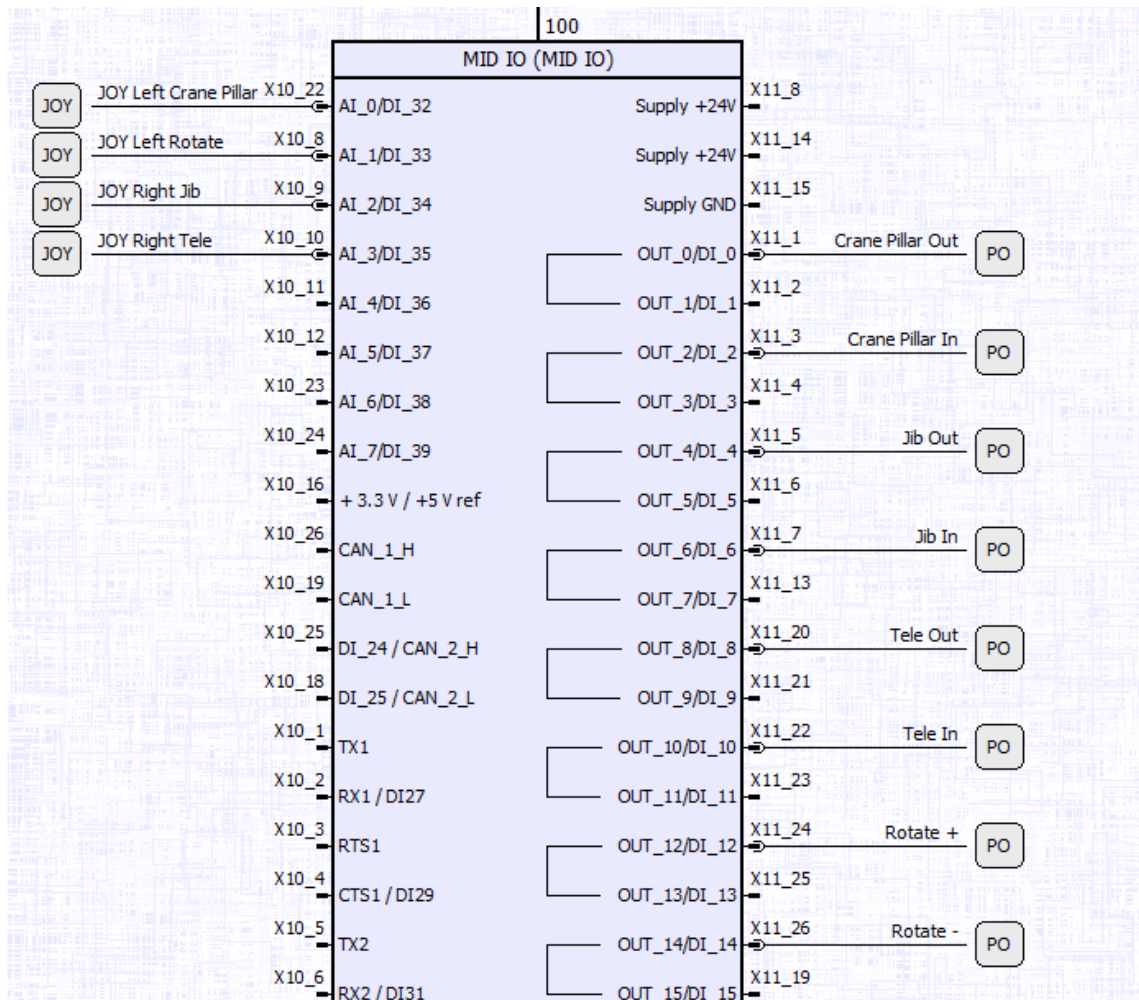 100
MID IO (MID IO)
JOY JOY Left Crane Pillar X10_22 AI_0/DI_32 Supply +24V X11_8
JOY JOY Left Rotate X10_8 AI_1/DI_33 Supply +24V X11_14
JOY JOY Right Jib X10_9 AI_2/DI_34 Supply GND X11_15
JOY JOY Right Tele X10_10 AI_3/DI_35 OUT_0/DI_0 X11_1 Crane Pillar Out PO
X10_11 AI_4/DI_36 OUT_1/DI_1 X11_2
X10_12 AI_5/DI_37 OUT_2/DI_2 X11_3 Crane Pillar In PO
X10_23 AI_6/DI_38 OUT_3/DI_3 X11_4
X10_24 AI_7/DI_39 OUT_4/DI_4 X11_5 Jib Out PO
X10_16 + 3.3 V / +5 V ref OUT_5/DI_5 X11_6
X10_26 CAN_1_H OUT_6/DI_6 X11_7 Jib In PO
X10_19 CAN_1_L OUT_7/DI_7 X11_13
X10_25 DI_24 / CAN_2_H OUT_8/DI_8 X11_20 Tele Out PO
X10_18 DI_25 / CAN_2_L OUT_9/DI_9 X11_21
X10_1 TX1 OUT_10/DI_10 X11_22 Tele In PO
X10_2 RX1 / DI27 OUT_11/DI_11 X11_23
X10_3 RTS1 OUT_12/DI_12 X11_24 Rotate + PO
X10_4 CTS1 / DI29 OUT_13/DI_13 X11_25
X10_5 TX2 OUT_14/DI_14 X11_26 Rotate - PO
X10_6 RX2 / DI31 OUT_15/DI_15 X11_19